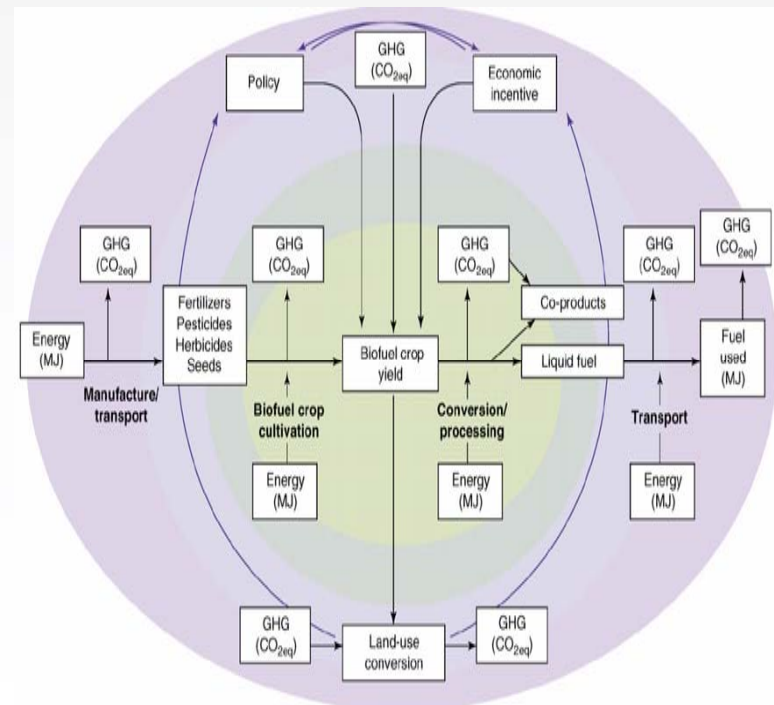 GHG
(CO2eq)
Policy
Economic
incentive
GHG
(CO2eq)
GHG
(CO2eq)
GHG
(CO2eq)
GHG
(CO2eq)
GHG
(CO2eq)
Fertilizers
Pesticides
Herbicides
Seeds
Co-products
Energy
(MJ)
Biofuel crop
yield
Liquid fuel
Fuel
used
(MJ)
Manufacture/
transport
Biofuel crop
cultivation
Conversion/
processing
Transport
Energy
(MJ)
Energy
(MJ)
Energy
(MJ)
GHG
(CO2eq)
Land-use
conversion
GHG
(CO2eq)